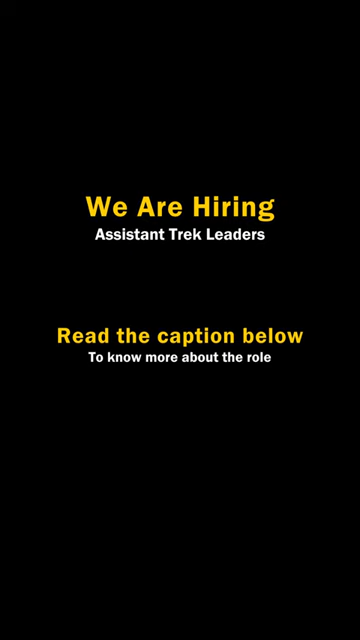 We Are Hiring
Assistant Trek Leaders
Read the caption below
To know more about the role